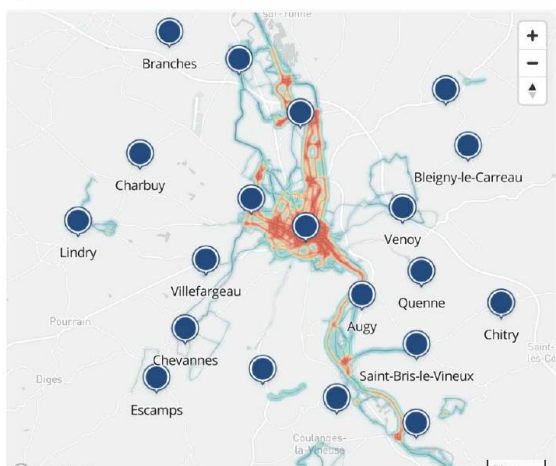 Branches
Bleigny-le-Carreau
Charbuy
Venoy
Lindry
Villefargeau
Quenne
Augy
Chitry
Pourrain
Chevannes
Saint-Bris-le-Vineux
Diges
Escamps
Coulanges-
la-Vineuse